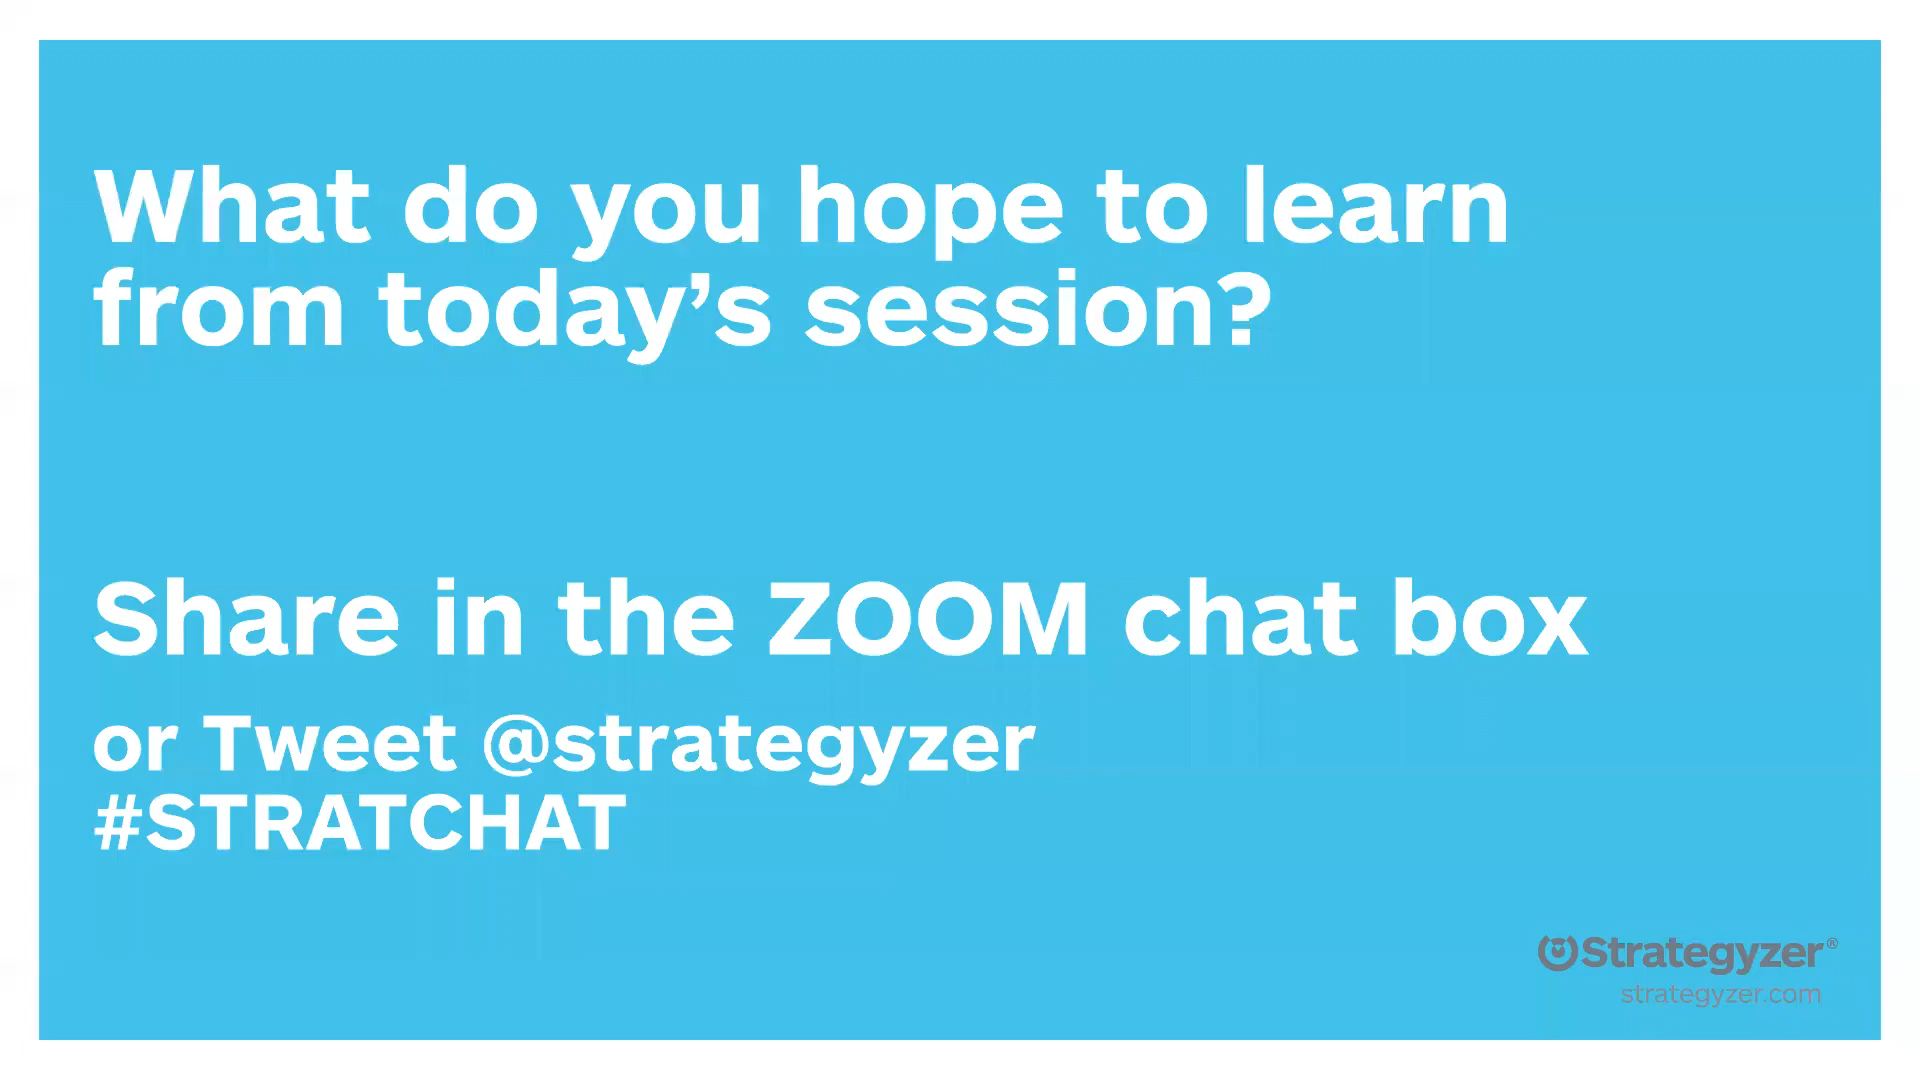 What do you hope to learn
from today’s session?
Share in the ZOOM chat box
or Tweet @strategyzer
#STRATCHAT
Strategyzer®
strategyzer.com